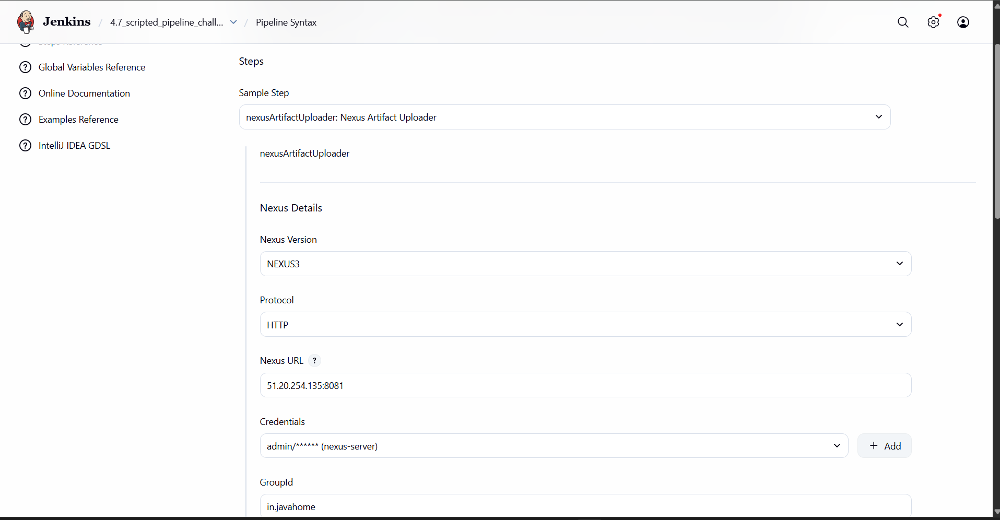 Jenkins / 4.7_scripted_pipeline_chall... / Pipeline Syntax
Steps Reference
Global Variables Reference
Online Documentation
Examples Reference
IntelliJ IDEA GDSL
Steps
Sample Step
nexusArtifactUploader: Nexus Artifact Uploader
nexusArtifactUploader
Nexus Details
Nexus Version
NEXUS3
Protocol
HTTP
Nexus URL ?
51.20.254.135:8081
Credentials
admin/****** (nexus-server)
+ Add
GroupId
in.javahome